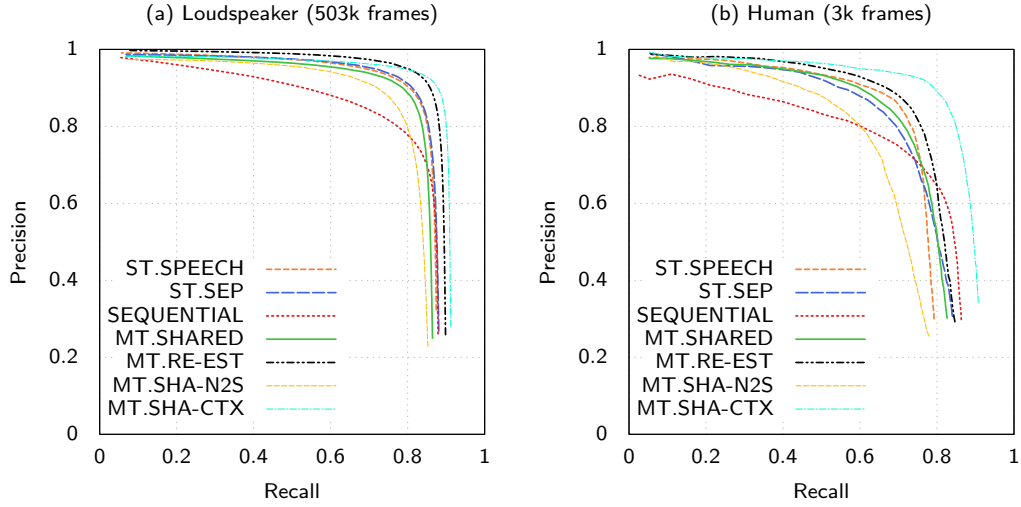 (a) Loudspeaker (503k frames)
1
0.8
0.6
0.4
0.2
0
Precision
ST.SPEECH
ST.SEP
SEQUENTIAL
MT.SHARED
MT.RE-EST
MT.SHA-N2S
MT.SHA-CTX
0 0.2 0.4 0.6 0.8 1
Recall
(b) Human (3k frames)
1
0.8
0.6
0.4
0.2
0
Precision
ST.SPEECH
ST.SEP
SEQUENTIAL
MT.SHARED
MT.RE-EST
MT.SHA-N2S
MT.SHA-CTX
0 0.2 0.4 0.6 0.8 1
Recall